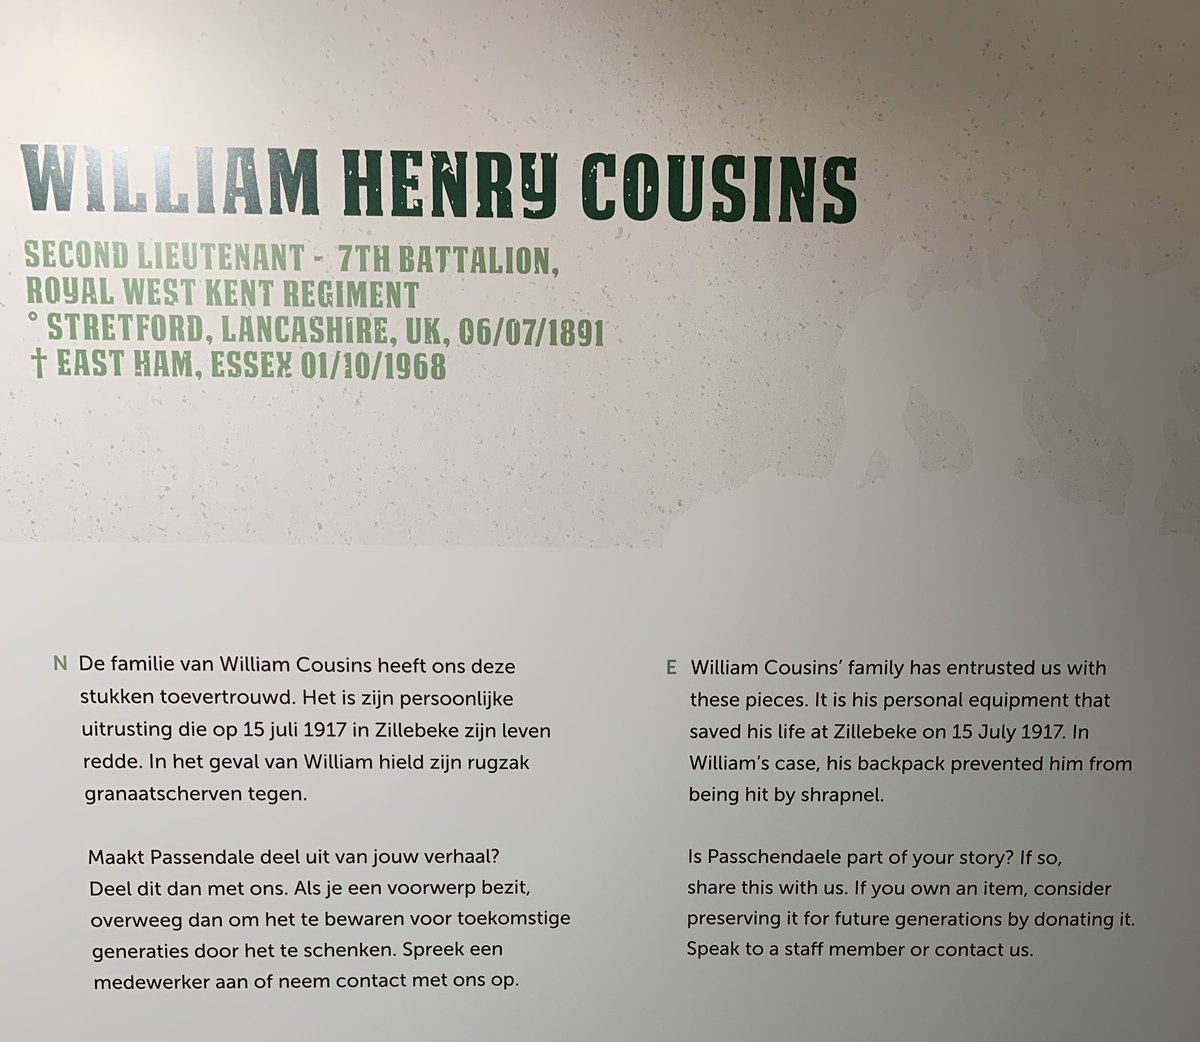 WILLIAM HENRY COUSINS
SECOND LIEUTENANT - 7TH BATTALION,
ROYAL WEST KENT REGIMENT
° STRETFORD, LANCASHIRE, UK, 06/07/1891
† EAST HAM, ESSEX 01/10/1968
N De familie van William Cousins heeft ons deze
stukken toevertrouwd. Het is zijn persoonlijke
uitrusting die op 15 juli 1917 in Zillebeke zijn leven
redde. In het geval van William hield zijn rugzak
granaatscherven tegen.
Maakt Passendale deel uit van jouw verhaal?
Deel dit dan met ons. Als je een voorwerp bezit,
overweeg dan om het te bewaren voor toekomstige
generaties door het te schenken. Spreek een
medewerker aan of neem contact met ons op.
E William Cousins' family has entrusted us with
these pieces. It is his personal equipment that
saved his life at Zillebeke on 15 July 1917. In
William's case, his backpack prevented him from
being hit by shrapnel.
Is Passchendaele part of your story? If so,
share this with us. If you own an item, consider
preserving it for future generations by donating it.
Speak to a staff member or contact us.